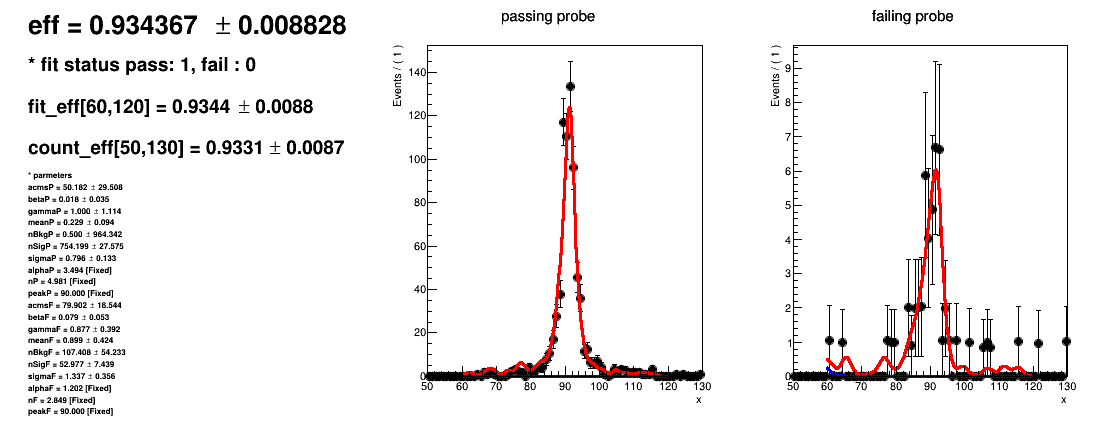 eff = 0.934367 ± 0.008828
* fit status pass: 1, fail : 0
fit_eff[60,120] = 0.9344 ± 0.0088
count_eff[50,130] = 0.9331 ± 0.0087
* parmeters
acmsP = 50.182 ± 29.508
betaP = 0.018 ± 0.035
gammaP = 1.000 ± 1.114
meanP = 0.229 ± 0.094
nBkgP = 0.500 ± 964.342
nSigP = 754.199 ± 27.575
sigmaP = 0.796 ± 0.133
alphaP = 3.494 [Fixed]
nP = 4.981 [Fixed]
peakP = 90.000 [Fixed]
acmsF = 79.902 ± 18.544
betaF = 0.079 ± 0.053
gammaF = 0.877 ± 0.392
meanF = 0.899 ± 0.424
nBkgF = 107.408 ± 54.233
nSigF = 52.977 ± 7.439
sigmaF = 1.337 ± 0.356
alphaF = 1.202 [Fixed]
nF = 2.849 [Fixed]
peakF = 90.000 [Fixed]
passing probe
Events / ( 1 )
140
120
100
80
60
40
20
0
50 60 70 80 90 100 110 120 130
x
failing probe
Events / ( 1 )
9
8
7
6
5
4
3
2
1
0
50 60 70 80 90 100 110 120 130
x